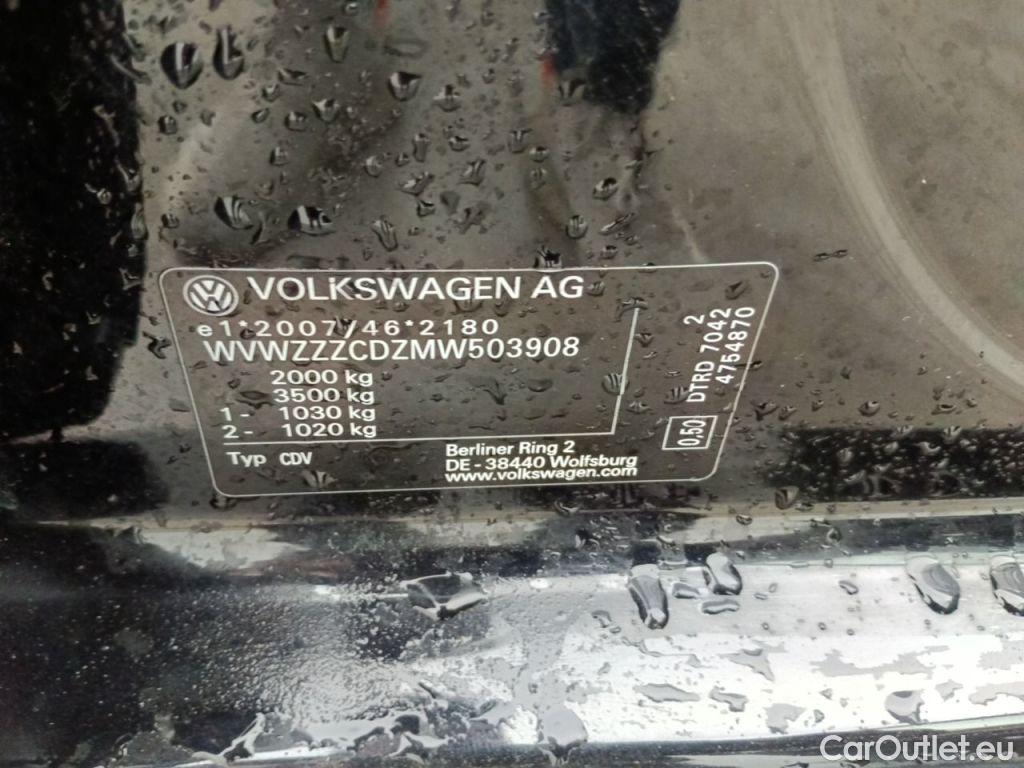 VOLKSWAGEN AG
e1*2007/46*2180
WVWZZZCDZMW503908
2000 kg
3500 kg
1- 1030 kg
2- 1020 kg
Typ CDV
Berliner Ring 2
DE-38440 Wolfsburg
www.volkswagen.com
2
DTRD 7042
4754870
0,50
CarOutlet.eu